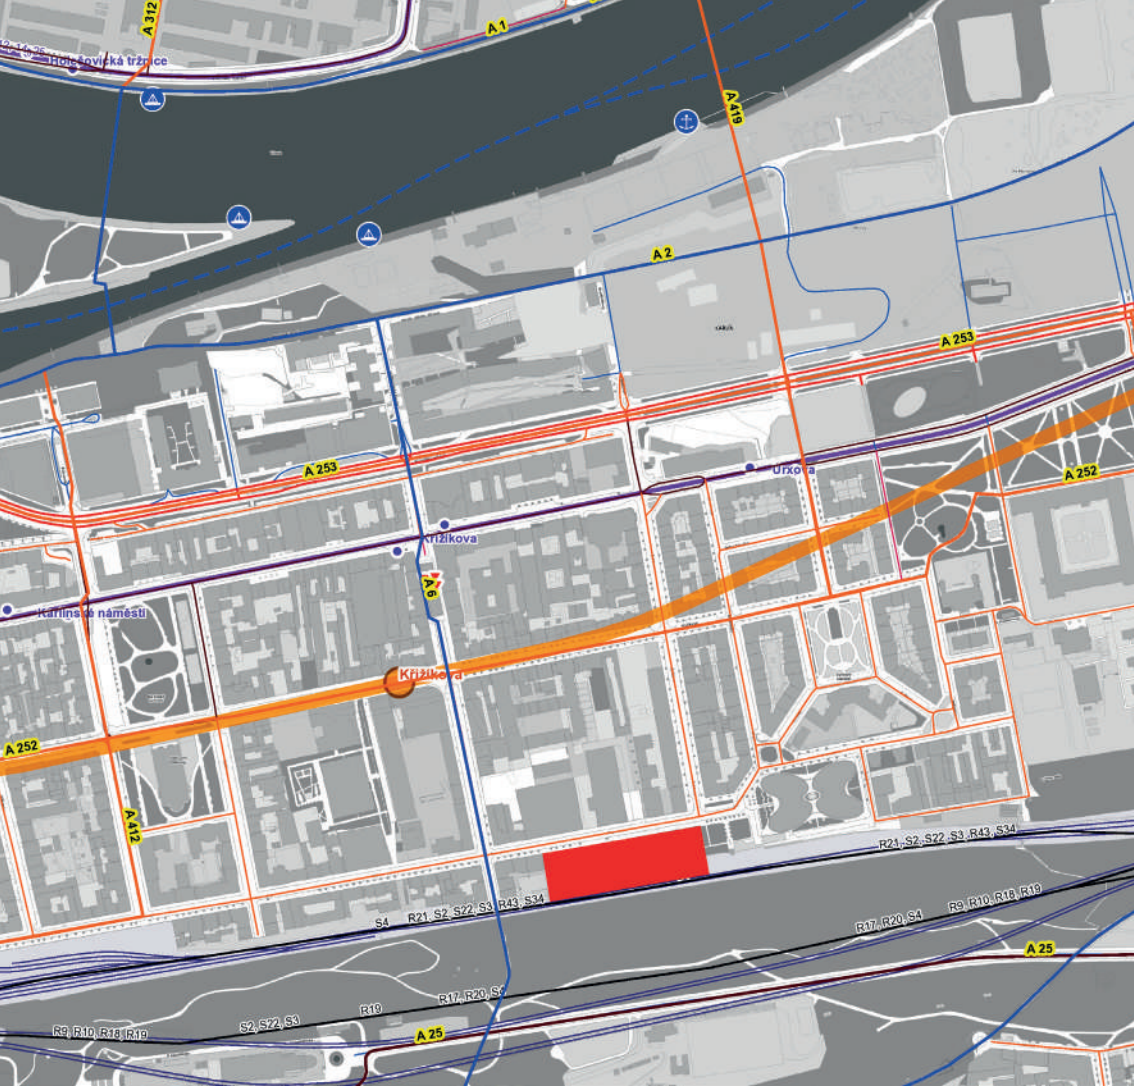 A 312
A 1
Holešovická tržnice
A 419
A 2
A 253
A 253
Urxova
A 252
Křižíkova
A 6
Karlínské náměstí
Křižíkova
A 252
A 412
R21, S2, S22, S3, R43, S34
S4
R21, S2, S22, S3, R43, S34
R9, R10, R18, R19
R17, R20, S4
A 25
R17, R20, S4
R19
S2, S22, S3
R9, R10, R18, R19
A 25